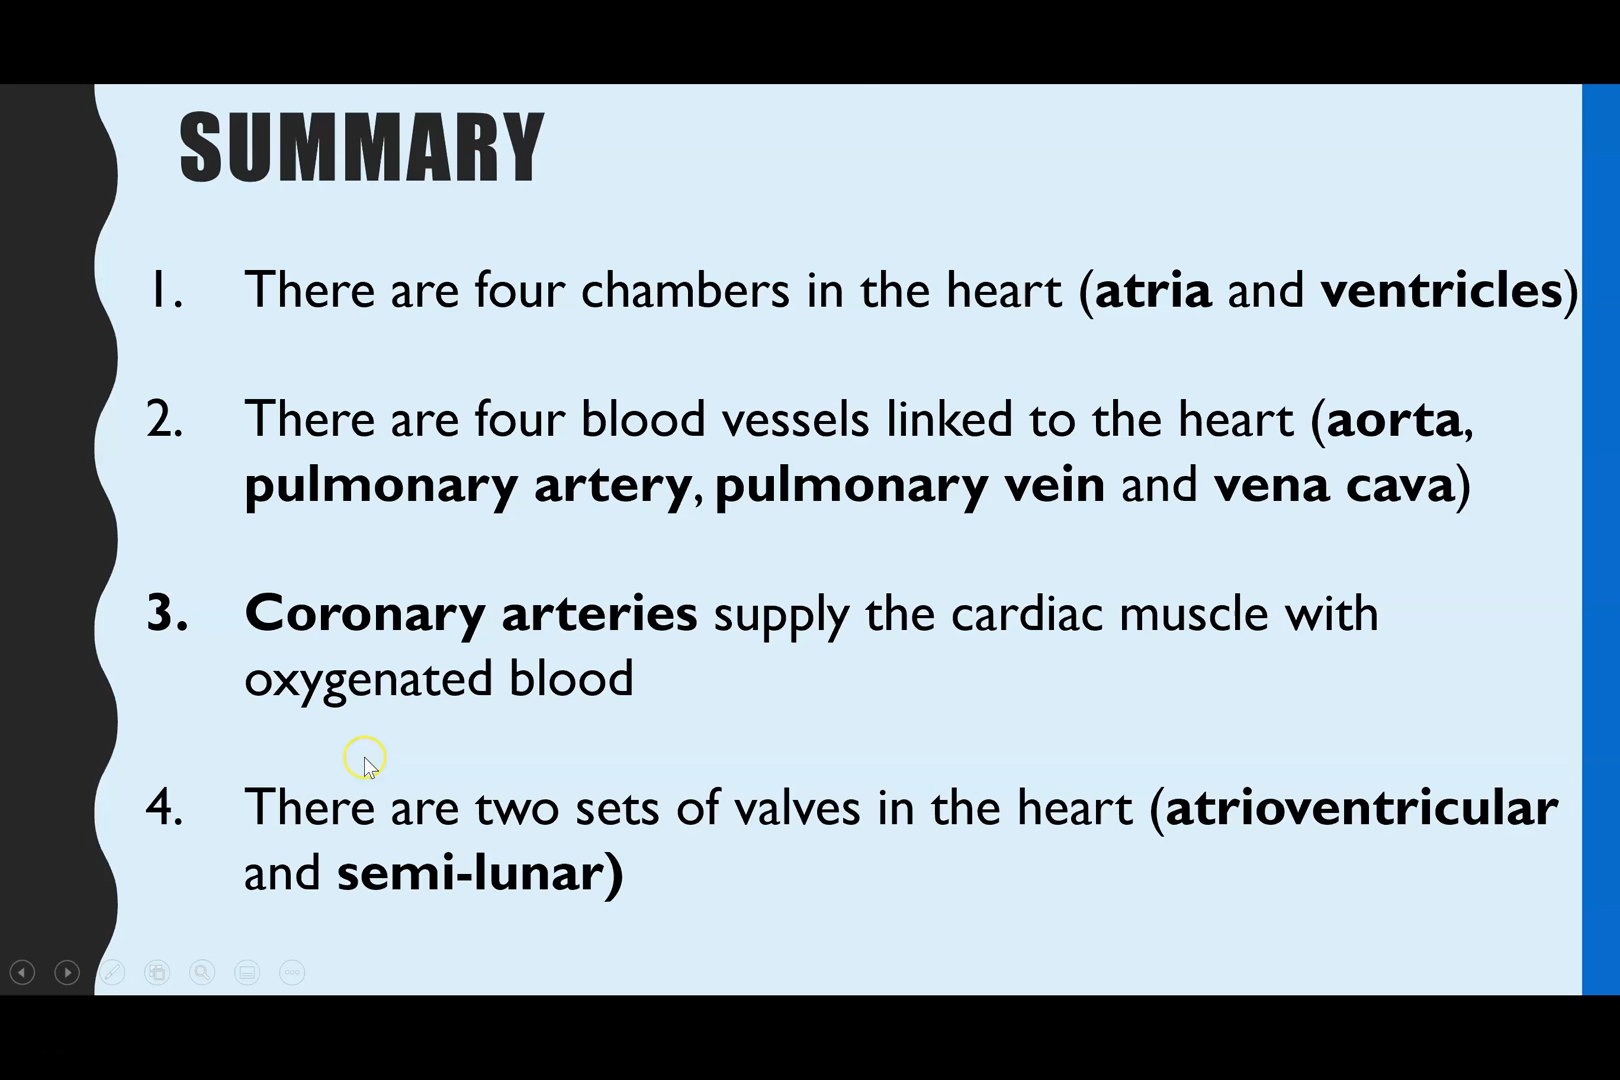 SUMMARY
1. There are four chambers in the heart (atria and ventricles)
2. There are four blood vessels linked to the heart (aorta,
pulmonary artery, pulmonary vein and vena cava)
3. Coronary arteries supply the cardiac muscle with
oxygenated blood
4. There are two sets of valves in the heart (atrioventricular
and semi-lunar)